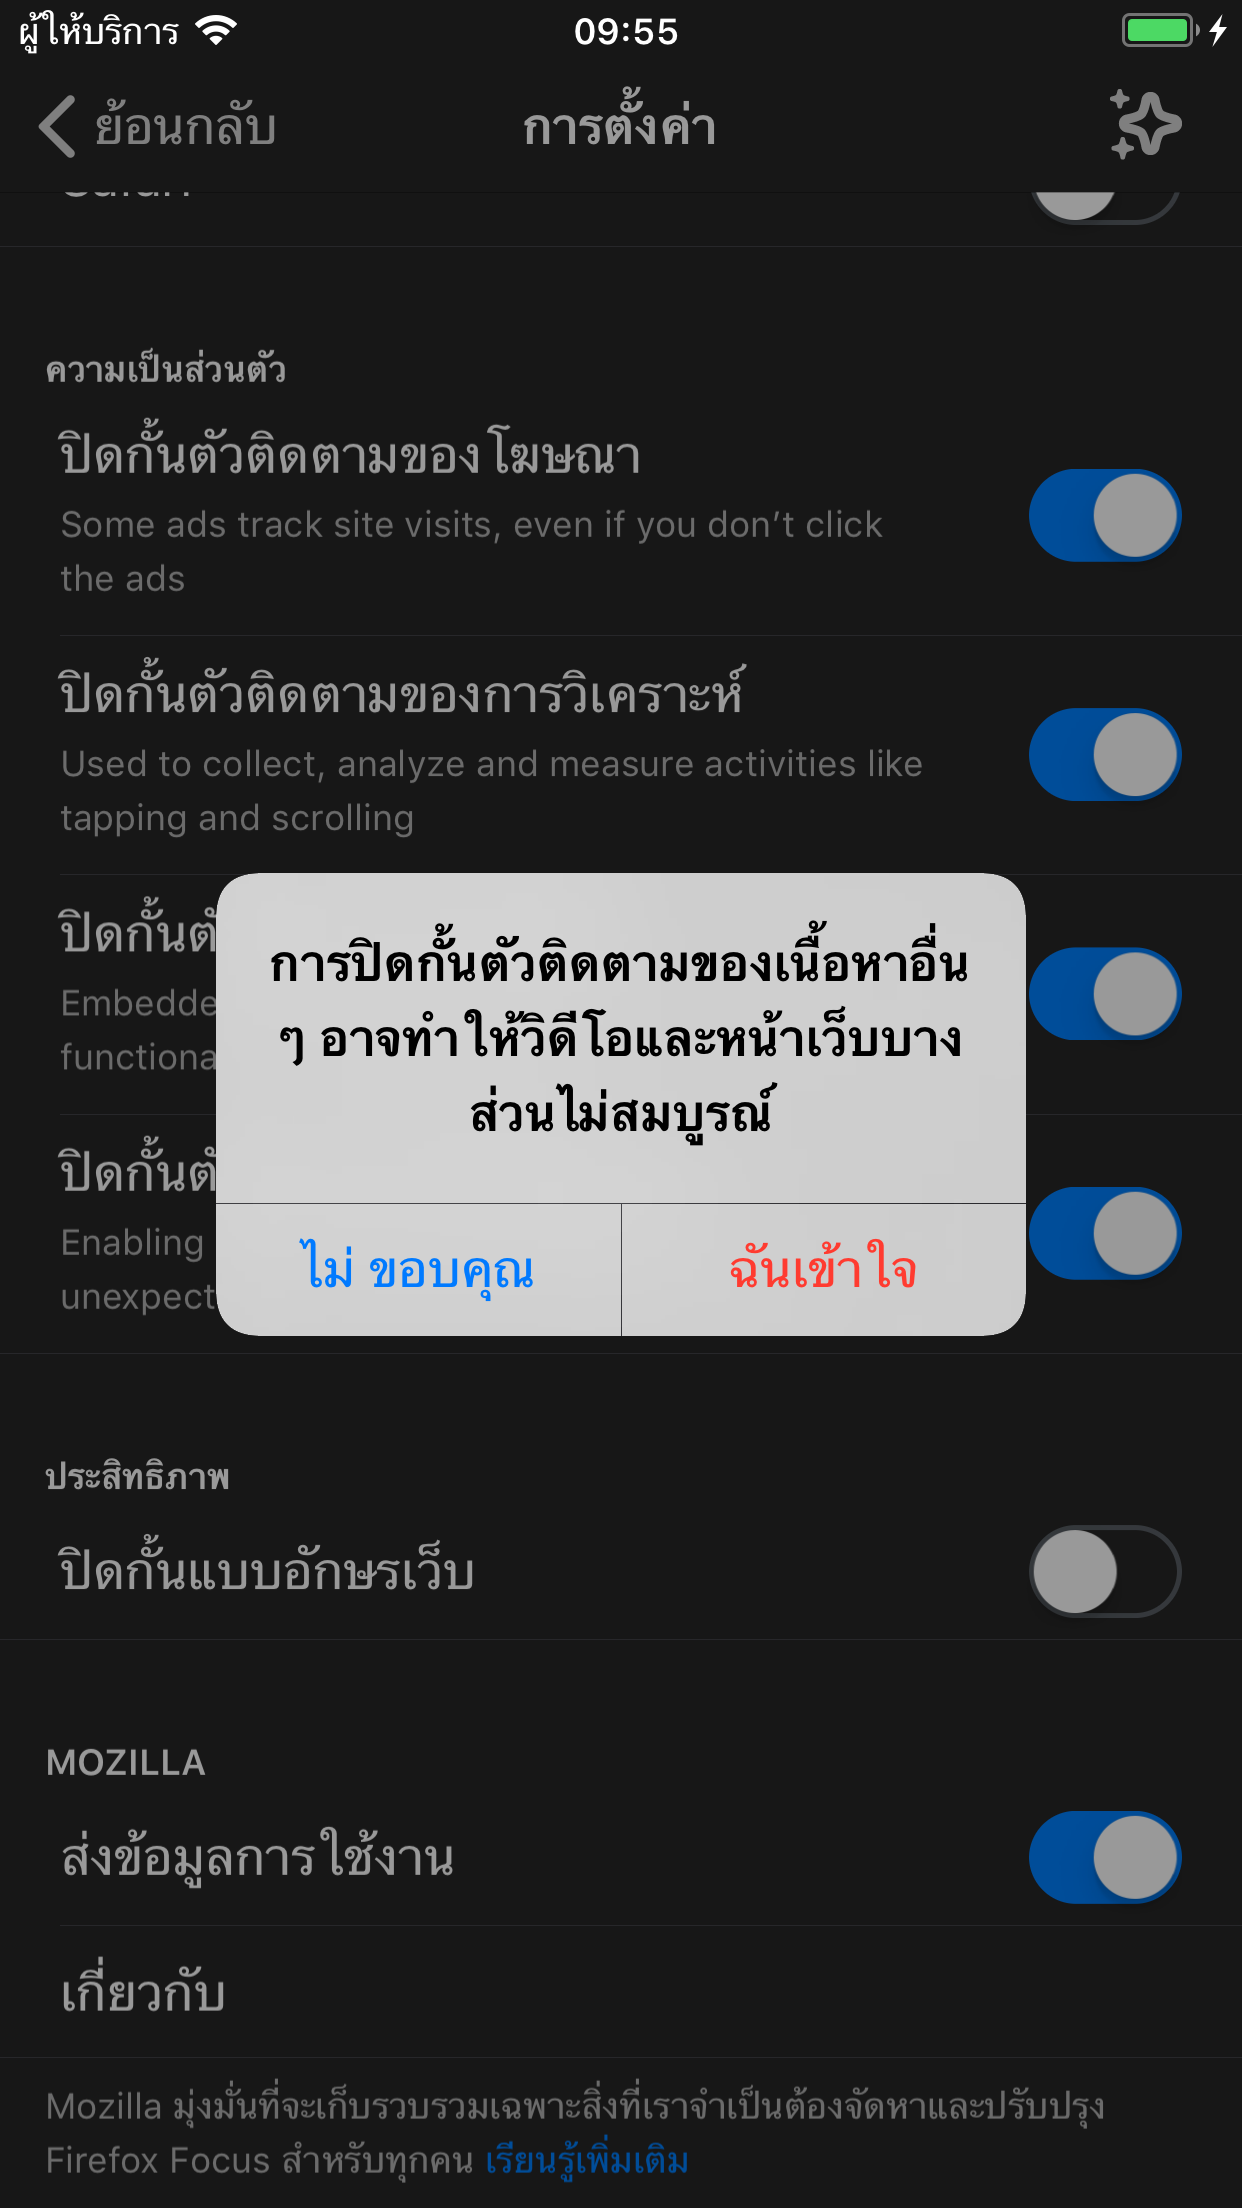 ผู้ให้บริการ 09:55
ย้อนกลับ การตั้งค่า
ความเป็นส่วนตัว
ปิดกั้นตัวติดตามของโฆษณา
Some ads track site visits, even if you don’t click
the ads
ปิดกั้นตัวติดตามของการวิเคราะห์
Used to collect, analyze and measure activities like
tapping and scrolling
ปิดกั้นตั
Embedde
functiona
ปิดกั้นตั
Enabling
unexpect
การปิดกั้นตัวติดตามของเนื้อหาอื่น
ๆ อาจทำให้วิดีโอและหน้าเว็บบาง
ส่วนไม่สมบูรณ์
ไม่ ขอบคุณ ฉันเข้าใจ
ประสิทธิภาพ
ปิดกั้นแบบอักษรเว็บ
MOZILLA
ส่งข้อมูลการใช้งาน
เกี่ยวกับ
Mozilla มุ่งมั่นที่จะเก็บรวบรวมเฉพาะสิ่งที่เราจำเป็นต้องจัดหาและปรับปรุง
Firefox Focus สำหรับทุกคน เรียนรู้เพิ่มเติม